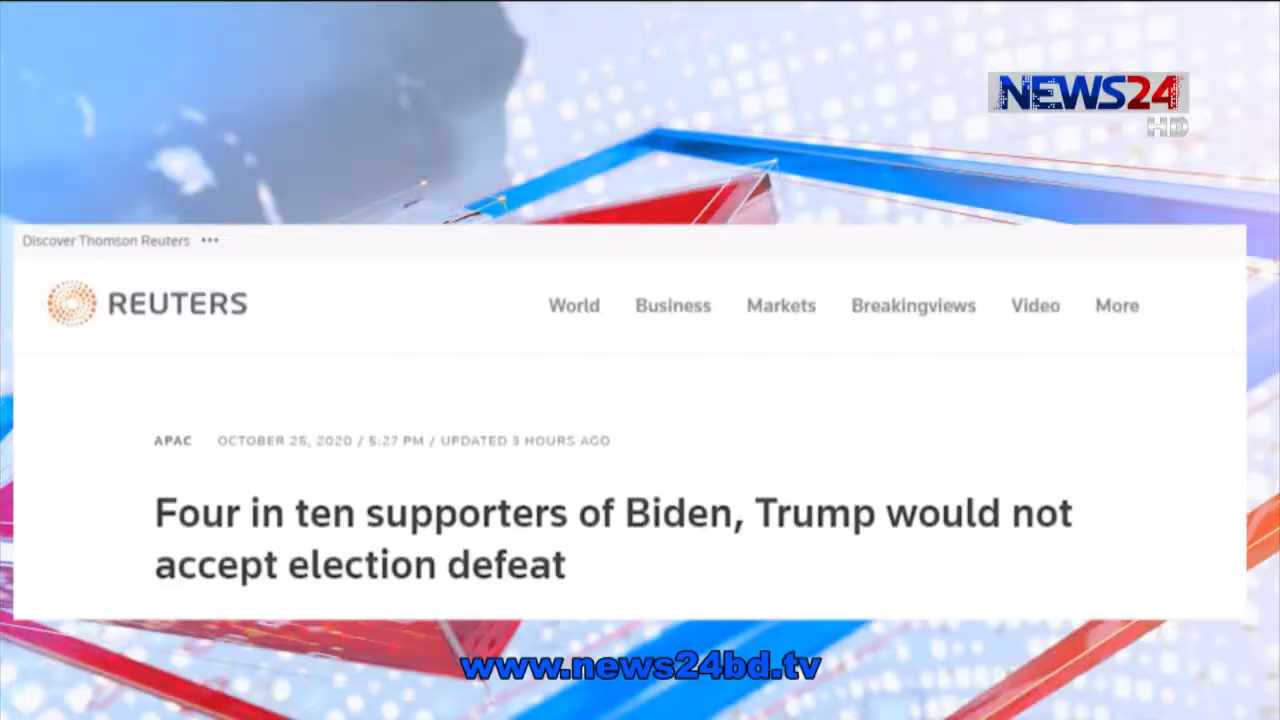 NEWS24
HD
Discover Thomson Reuters •••
REUTERS
World Business Markets Breakingviews Video More
APAC OCTOBER 25, 2020 / 5:27 PM / UPDATED 3 HOURS AGO
Four in ten supporters of Biden, Trump would not
accept election defeat
www.news24bd.tv